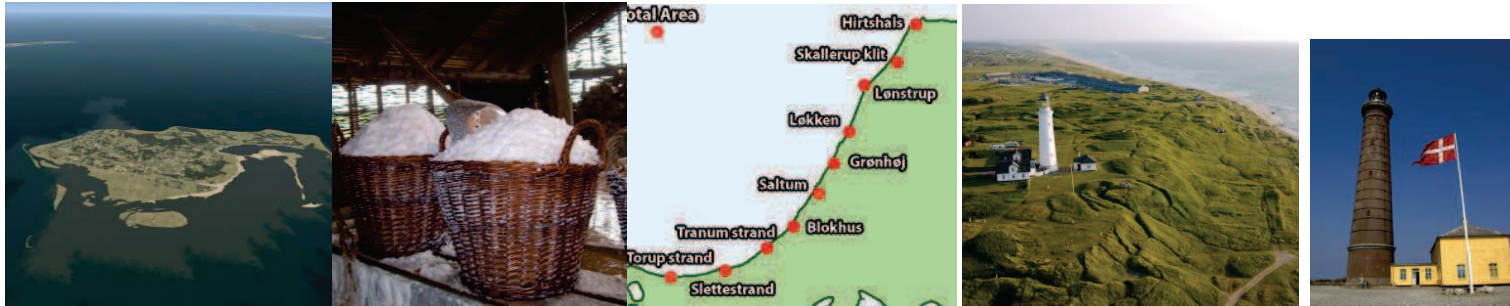 otal Area
Hirtshals
Skallerup klit
Lønstrup
Løkken
Grønhøj
Saltum
Blokhus
Tranum strand
Torup strand
Slettestrand